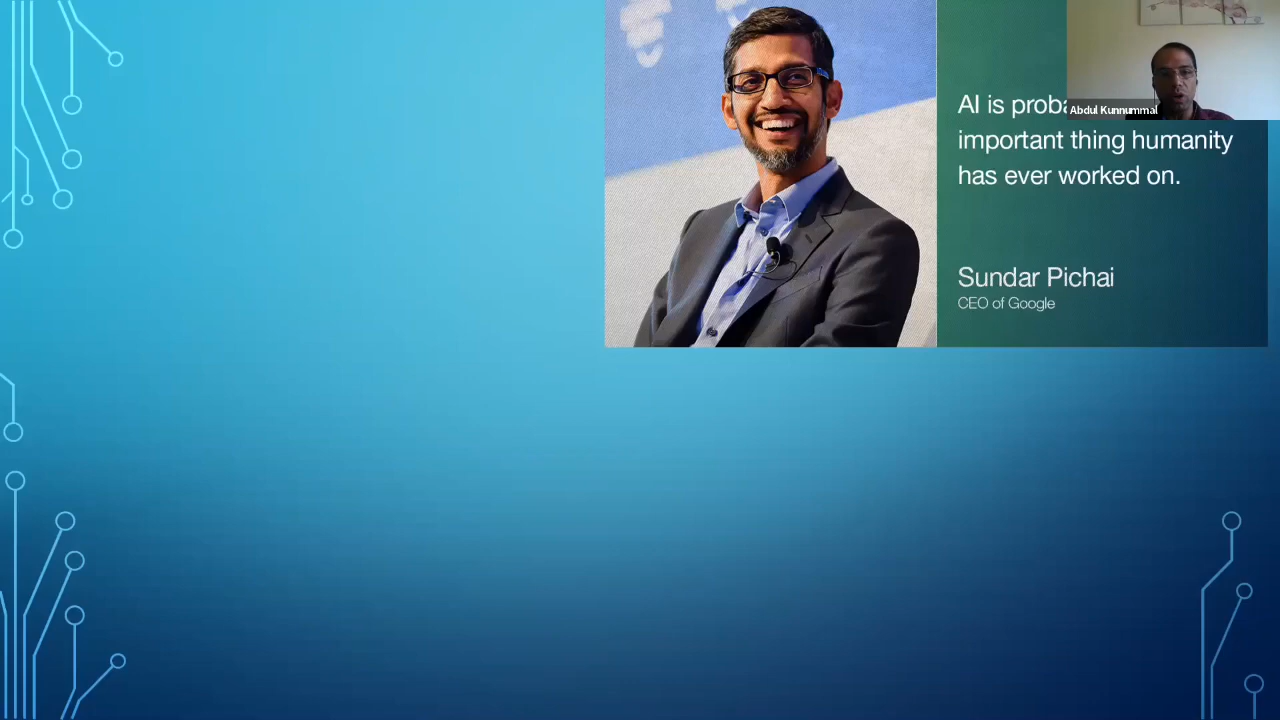 AI is proba
important thing humanity
has ever worked on.
Sundar Pichai
CEO of Google
Abdul Kunnummal